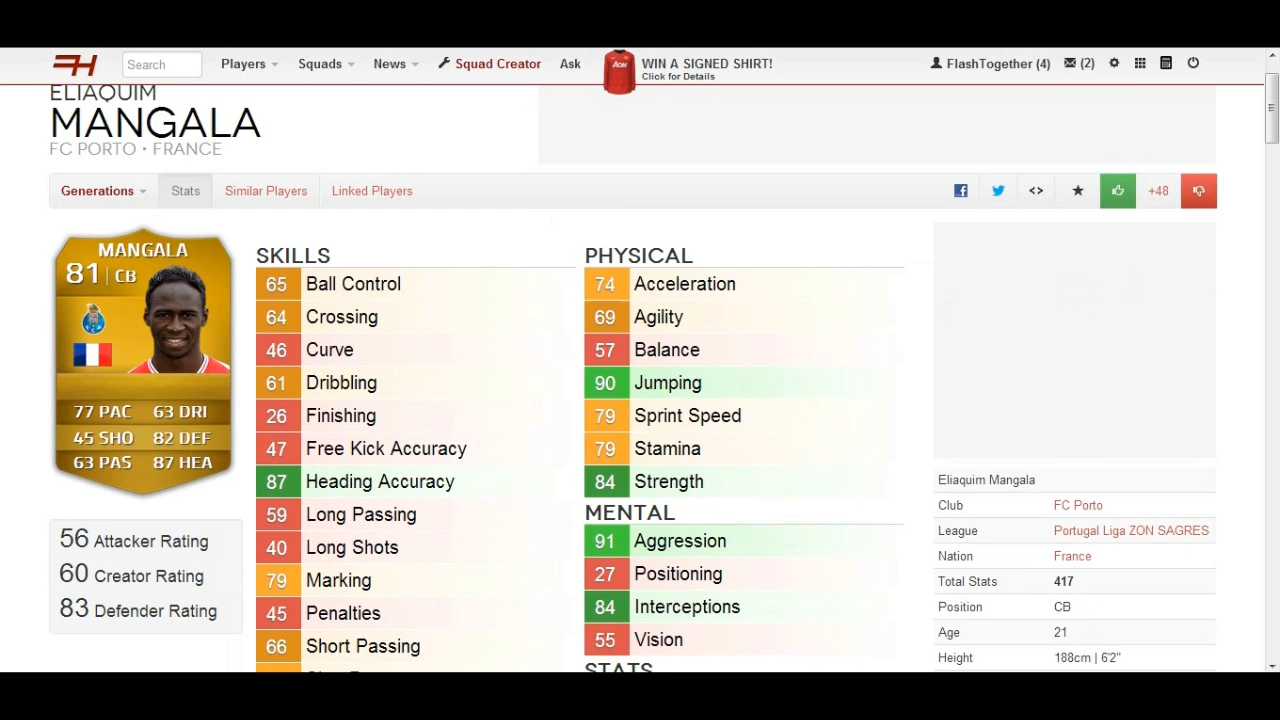 FH Search Players Squads News Squad Creator Ask AON WIN A SIGNED SHIRT! FlashTogether (4) (2)
Click for Details
ELIAQUIM
MANGALA
FC PORTO • FRANCE
Generations Stats Similar Players Linked Players <> +48
MANGALA
81 | CB
77 PAC 63 DRI
45 SHO 82 DEF
63 PAS 87 HEA
56 Attacker Rating
60 Creator Rating
83 Defender Rating
SKILLS
65 Ball Control
64 Crossing
46 Curve
61 Dribbling
26 Finishing
47 Free Kick Accuracy
87 Heading Accuracy
59 Long Passing
40 Long Shots
79 Marking
45 Penalties
66 Short Passing
PHYSICAL
74 Acceleration
69 Agility
57 Balance
90 Jumping
79 Sprint Speed
79 Stamina
84 Strength
MENTAL
91 Aggression
27 Positioning
84 Interceptions
55 Vision
STATS
Eliaquim Mangala
Club FC Porto
League Portugal Liga ZON SAGRES
Nation France
Total Stats 417
Position CB
Age 21
Height 188cm | 6'2"